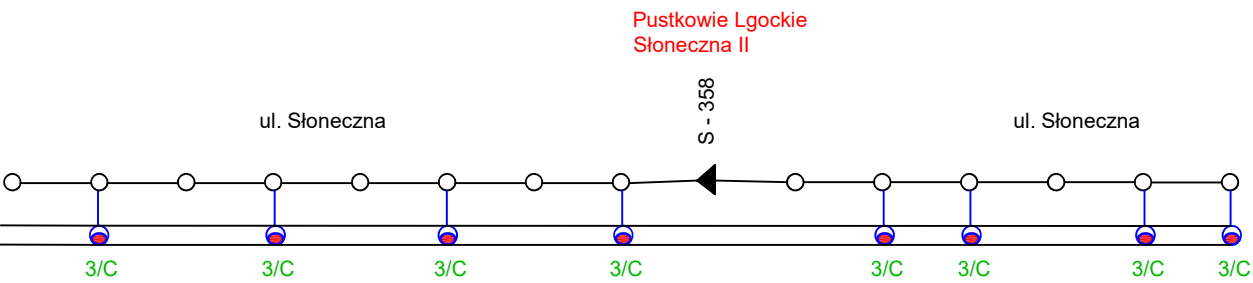 Pustkowie Lgockie
Słoneczna II
S - 358
ul. Słoneczna
ul. Słoneczna
3/C
3/C
3/C
3/C
3/C
3/C
3/C
3/C